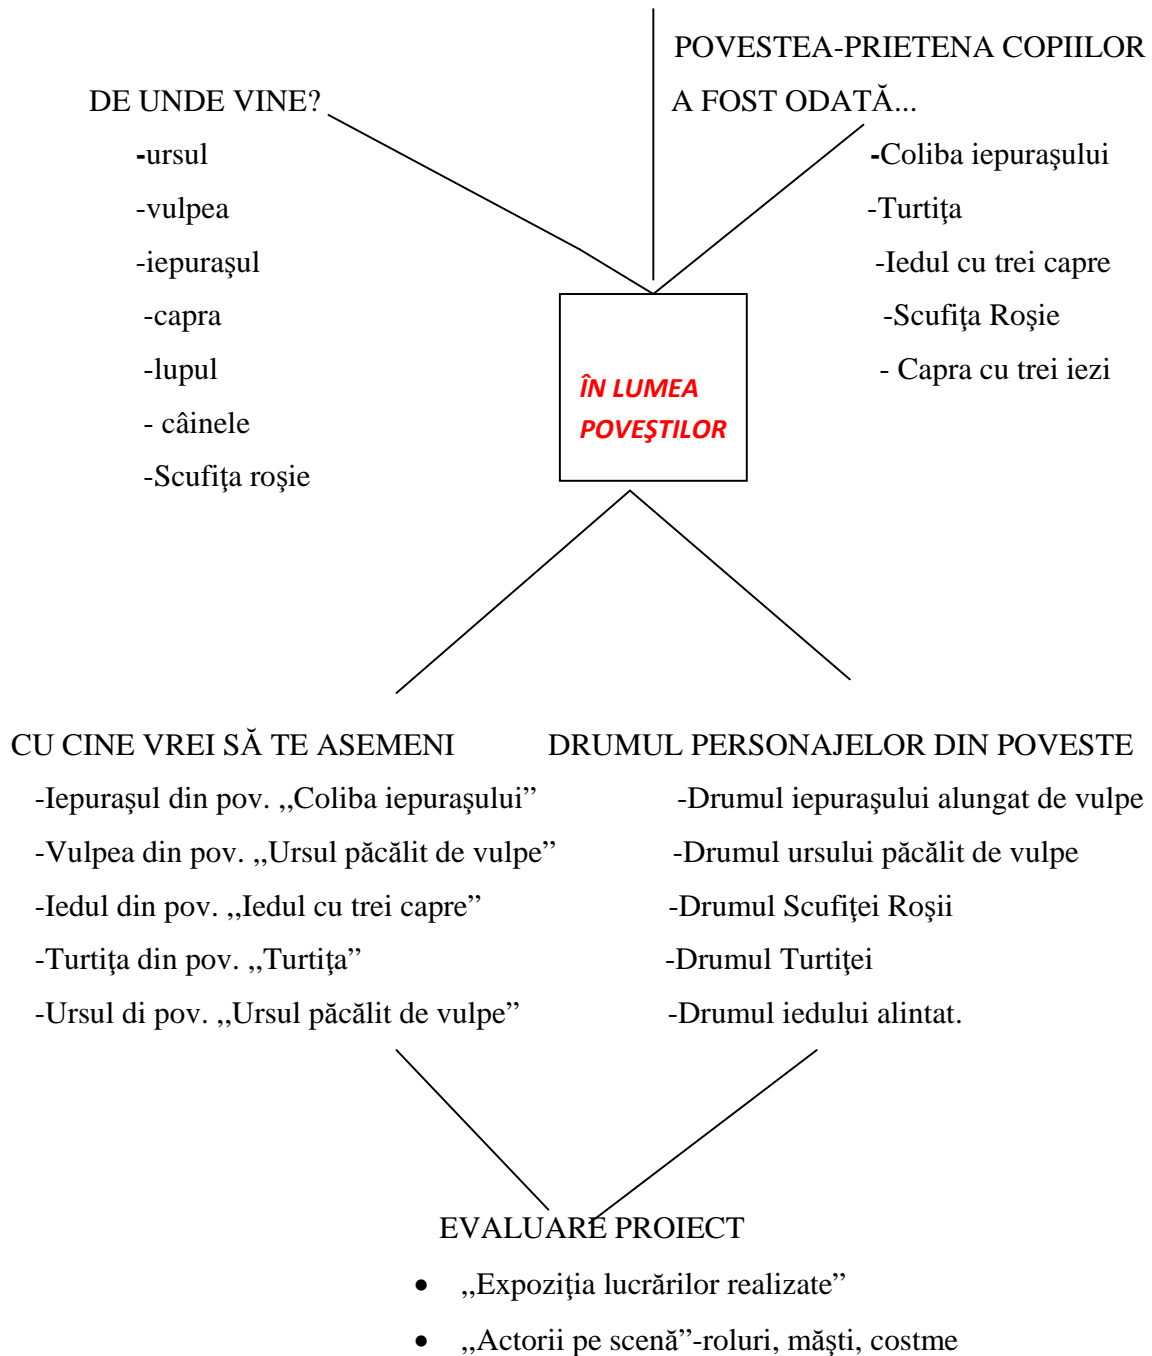 POVESTEA-PRIETENA COPIILOR
DE UNDE VINE?
-ursul
-vulpea
-iepuraşul
-capra
-lupul
- câinele
-Scufiţa roşie
A FOST ODATĂ...
-Coliba iepuraşului
-Turtiţa
-Iedul cu trei capre
-Scufiţa Roşie
- Capra cu trei iezi
ÎN LUMEA
POVEŞTILOR
CU CINE VREI SĂ TE ASEMENI
-Iepuraşul din pov. ,,Coliba iepuraşului”
-Vulpea din pov. ,,Ursul păcălit de vulpe”
-Iedul din pov. ,,Iedul cu trei capre”
-Turtiţa din pov. ,,Turtiţa”
-Ursul di pov. ,,Ursul păcălit de vulpe”
DRUMUL PERSONAJELOR DIN POVESTE
-Drumul iepuraşului alungat de vulpe
-Drumul ursului păcălit de vulpe
-Drumul Scufiţei Roşii
-Drumul Turtiţei
-Drumul iedului alintat.
EVALUARE PROIECT
• ,,Expoziţia lucrărilor realizate”
• ,,Actorii pe scenă”-roluri, măşti, costme